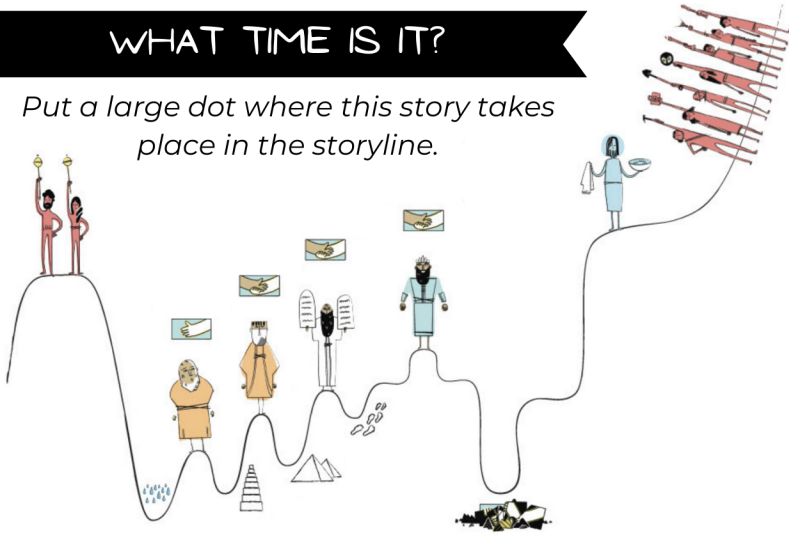 WHAT TIME IS IT?
Put a large dot where this story takes
place in the storyline.